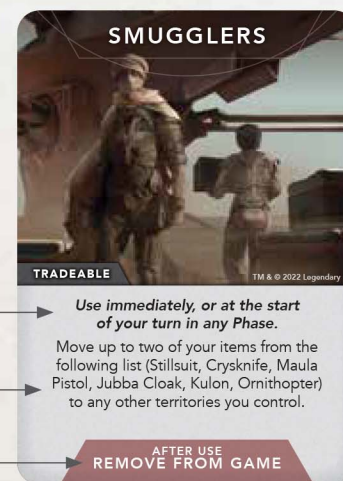 SMUGGLERS
TRADEABLE
TM & © 2022 Legendary
Use immediately, or at the start
of your turn in any Phase.
Move up to two of your items from the
following list (Stillsuit, Crysknife, Maula
Pistol, Jubba Cloak, Kulon, Ornithopter)
to any other territories you control.
AFTER USE
REMOVE FROM GAME